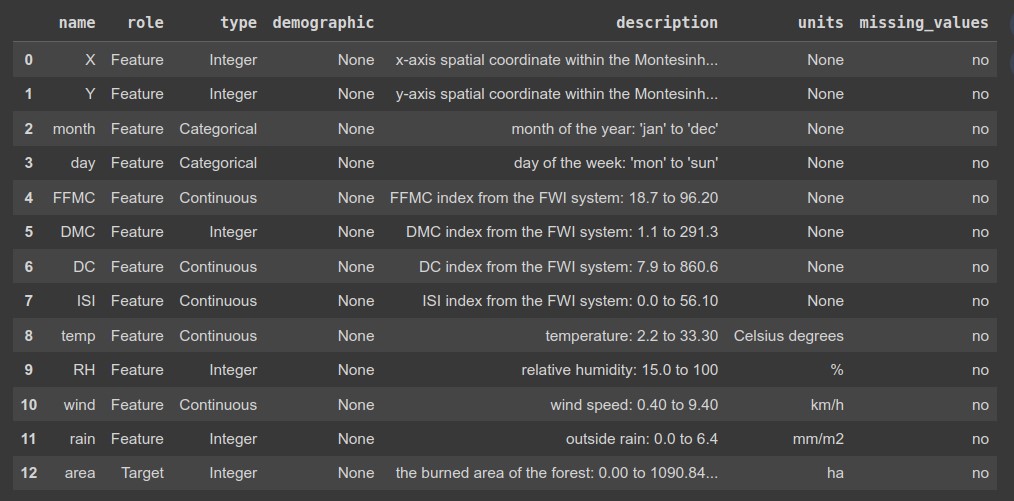 name role type demographic description units missing_values
0 X Feature Integer None x-axis spatial coordinate within the Montesinh... None no
1 Y Feature Integer None y-axis spatial coordinate within the Montesinh... None no
2 month Feature Categorical None month of the year: 'jan' to 'dec' None no
3 day Feature Categorical None day of the week: 'mon' to 'sun' None no
4 FFMC Feature Continuous None FFMC index from the FWI system: 18.7 to 96.20 None no
5 DMC Feature Integer None DMC index from the FWI system: 1.1 to 291.3 None no
6 DC Feature Continuous None DC index from the FWI system: 7.9 to 860.6 None no
7 ISI Feature Continuous None ISI index from the FWI system: 0.0 to 56.10 None no
8 temp Feature Continuous None temperature: 2.2 to 33.30 Celsius degrees no
9 RH Feature Integer None relative humidity: 15.0 to 100 % no
10 wind Feature Continuous None wind speed: 0.40 to 9.40 km/h no
11 rain Feature Integer None outside rain: 0.0 to 6.4 mm/m2 no
12 area Target Integer None the burned area of the forest: 0.00 to 1090.84... ha no